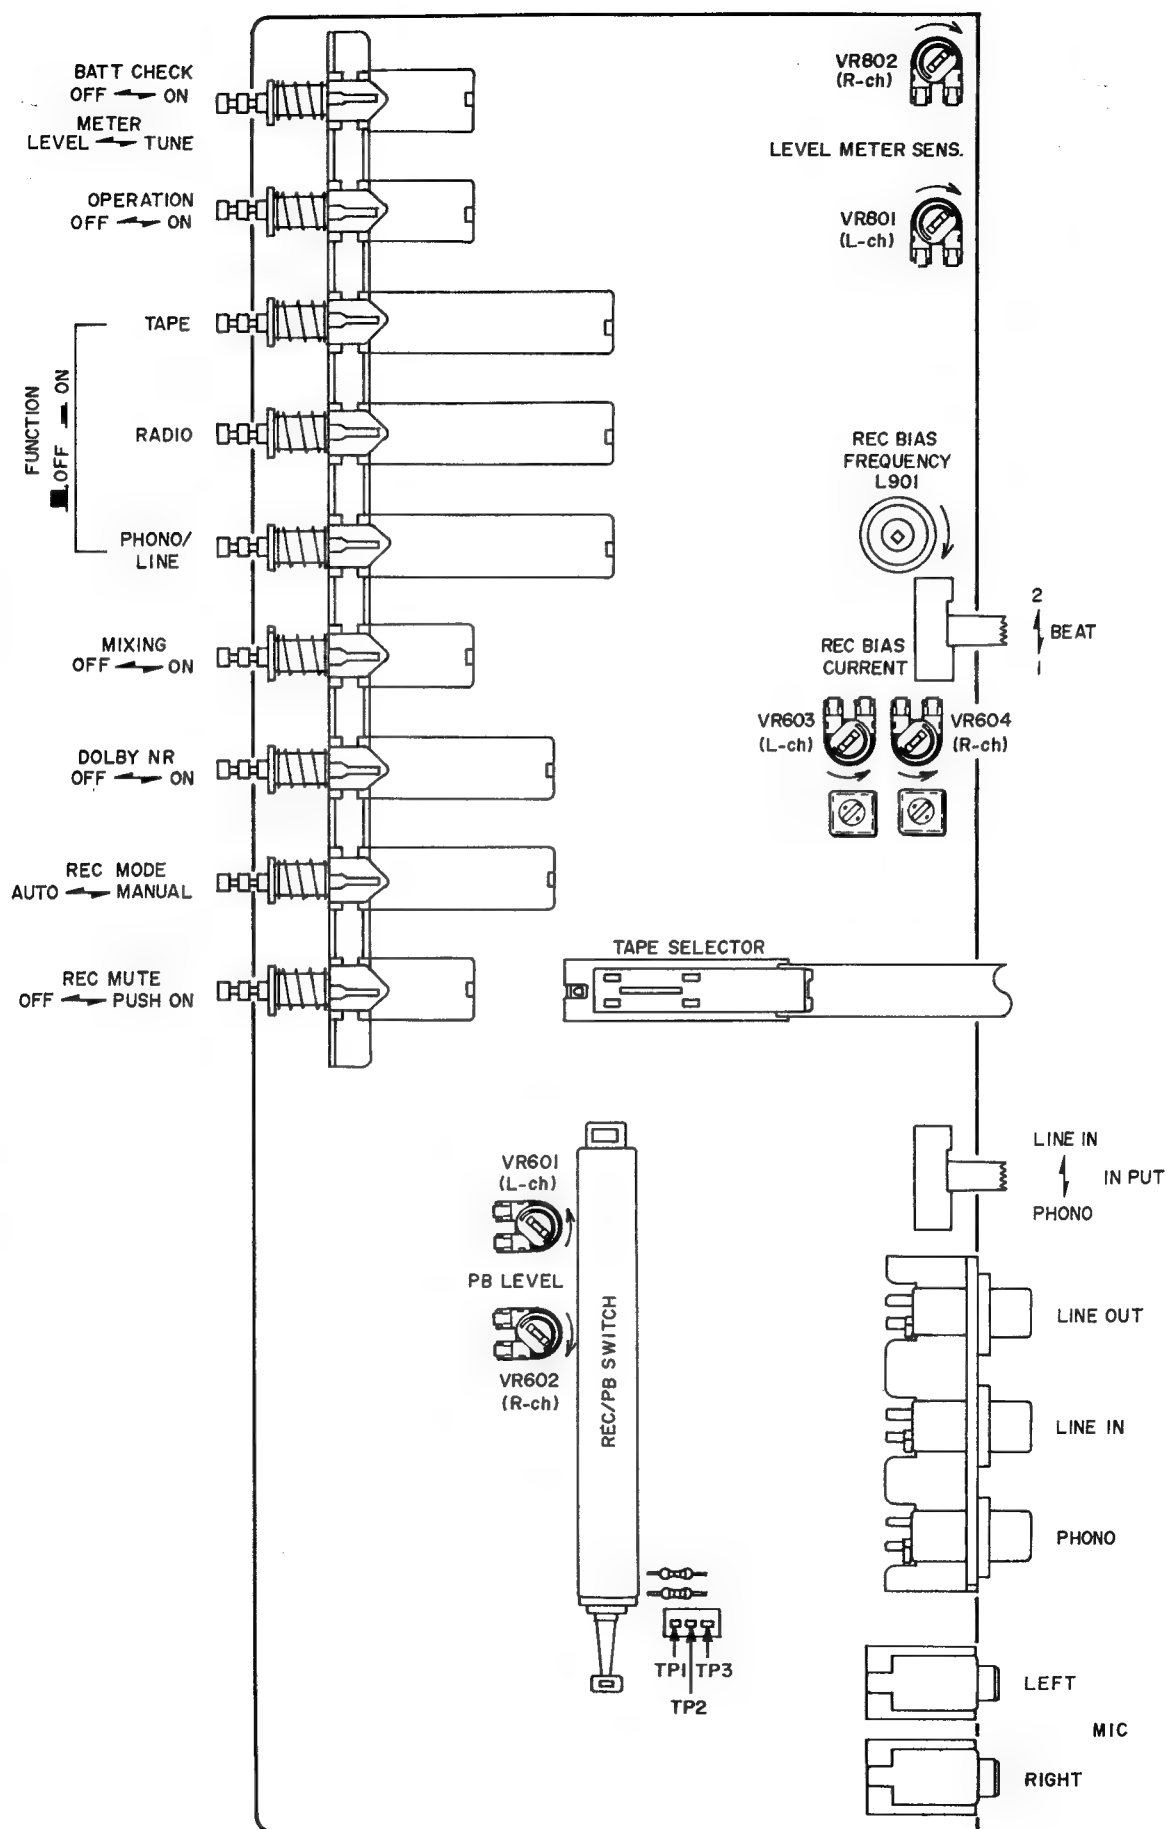 BATT CHECK
OFF ON
METER
LEVEL TUNE
OPERATION
OFF ON
FUNCTION
OFF ON
TAPE
RADIO
PHONO/
LINE
MIXING
OFF ON
DOLBY NR
OFF ON
REC MODE
AUTO MANUAL
REC MUTE
OFF PUSH ON
VR802
(R-ch)
LEVEL METER SENS.
VR801
(L-ch)
REC BIAS
FREQUENCY
L901
2
BEAT
1
REC BIAS
CURRENT
VR603
(L-ch)
VR604
(R-ch)
TAPE SELECTOR
VR601
(L-ch)
PB LEVEL
VR602
(R-ch)
REC/PB SWITCH
TP1 TP3
TP2
LINE IN
IN PUT
PHONO
LINE OUT
LINE IN
PHONO
LEFT
MIC
RIGHT